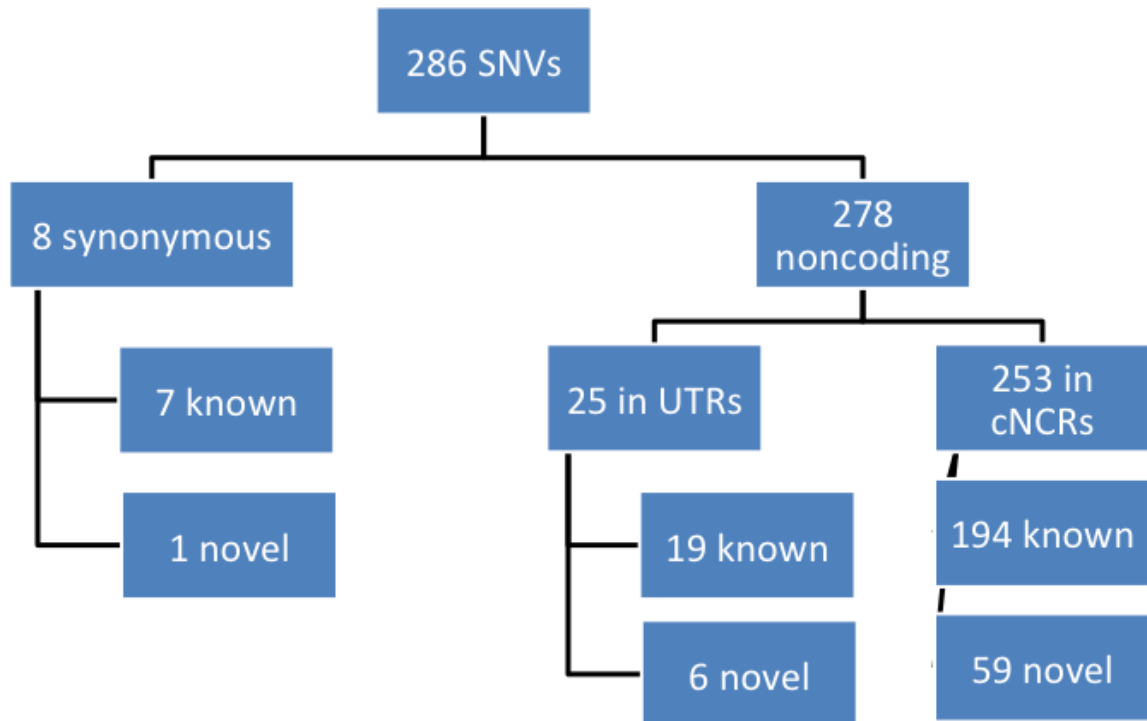 286 SNVs
8 synonymous
278
noncoding
7 known
1 novel
25 in UTRs
253 in
cNCRs
19 known
6 novel
194 known
59 novel